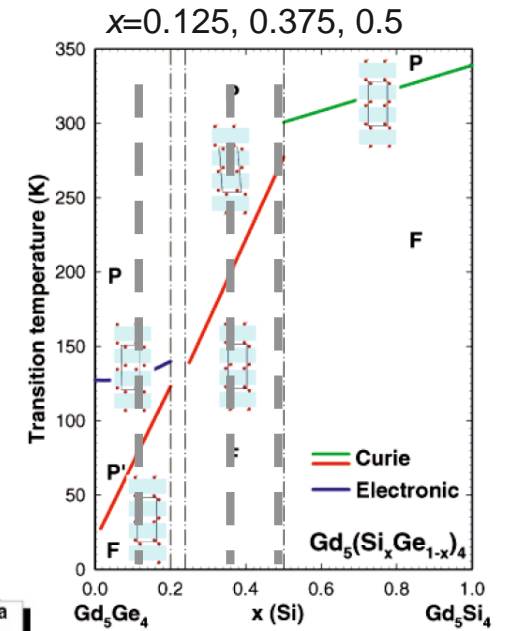 x=0.125, 0.375, 0.5
350
300
250
200
150
100
50
0
Transition temperature (K)
P
P
F
P
P'
F
F
Curie
Electronic
Gd₅(SiₓGe₁₋ₓ)₄
0.0 0.2 0.4 0.6 0.8 1.0
Gd₅Ge₄ x (Si) Gd₅Si₄
a